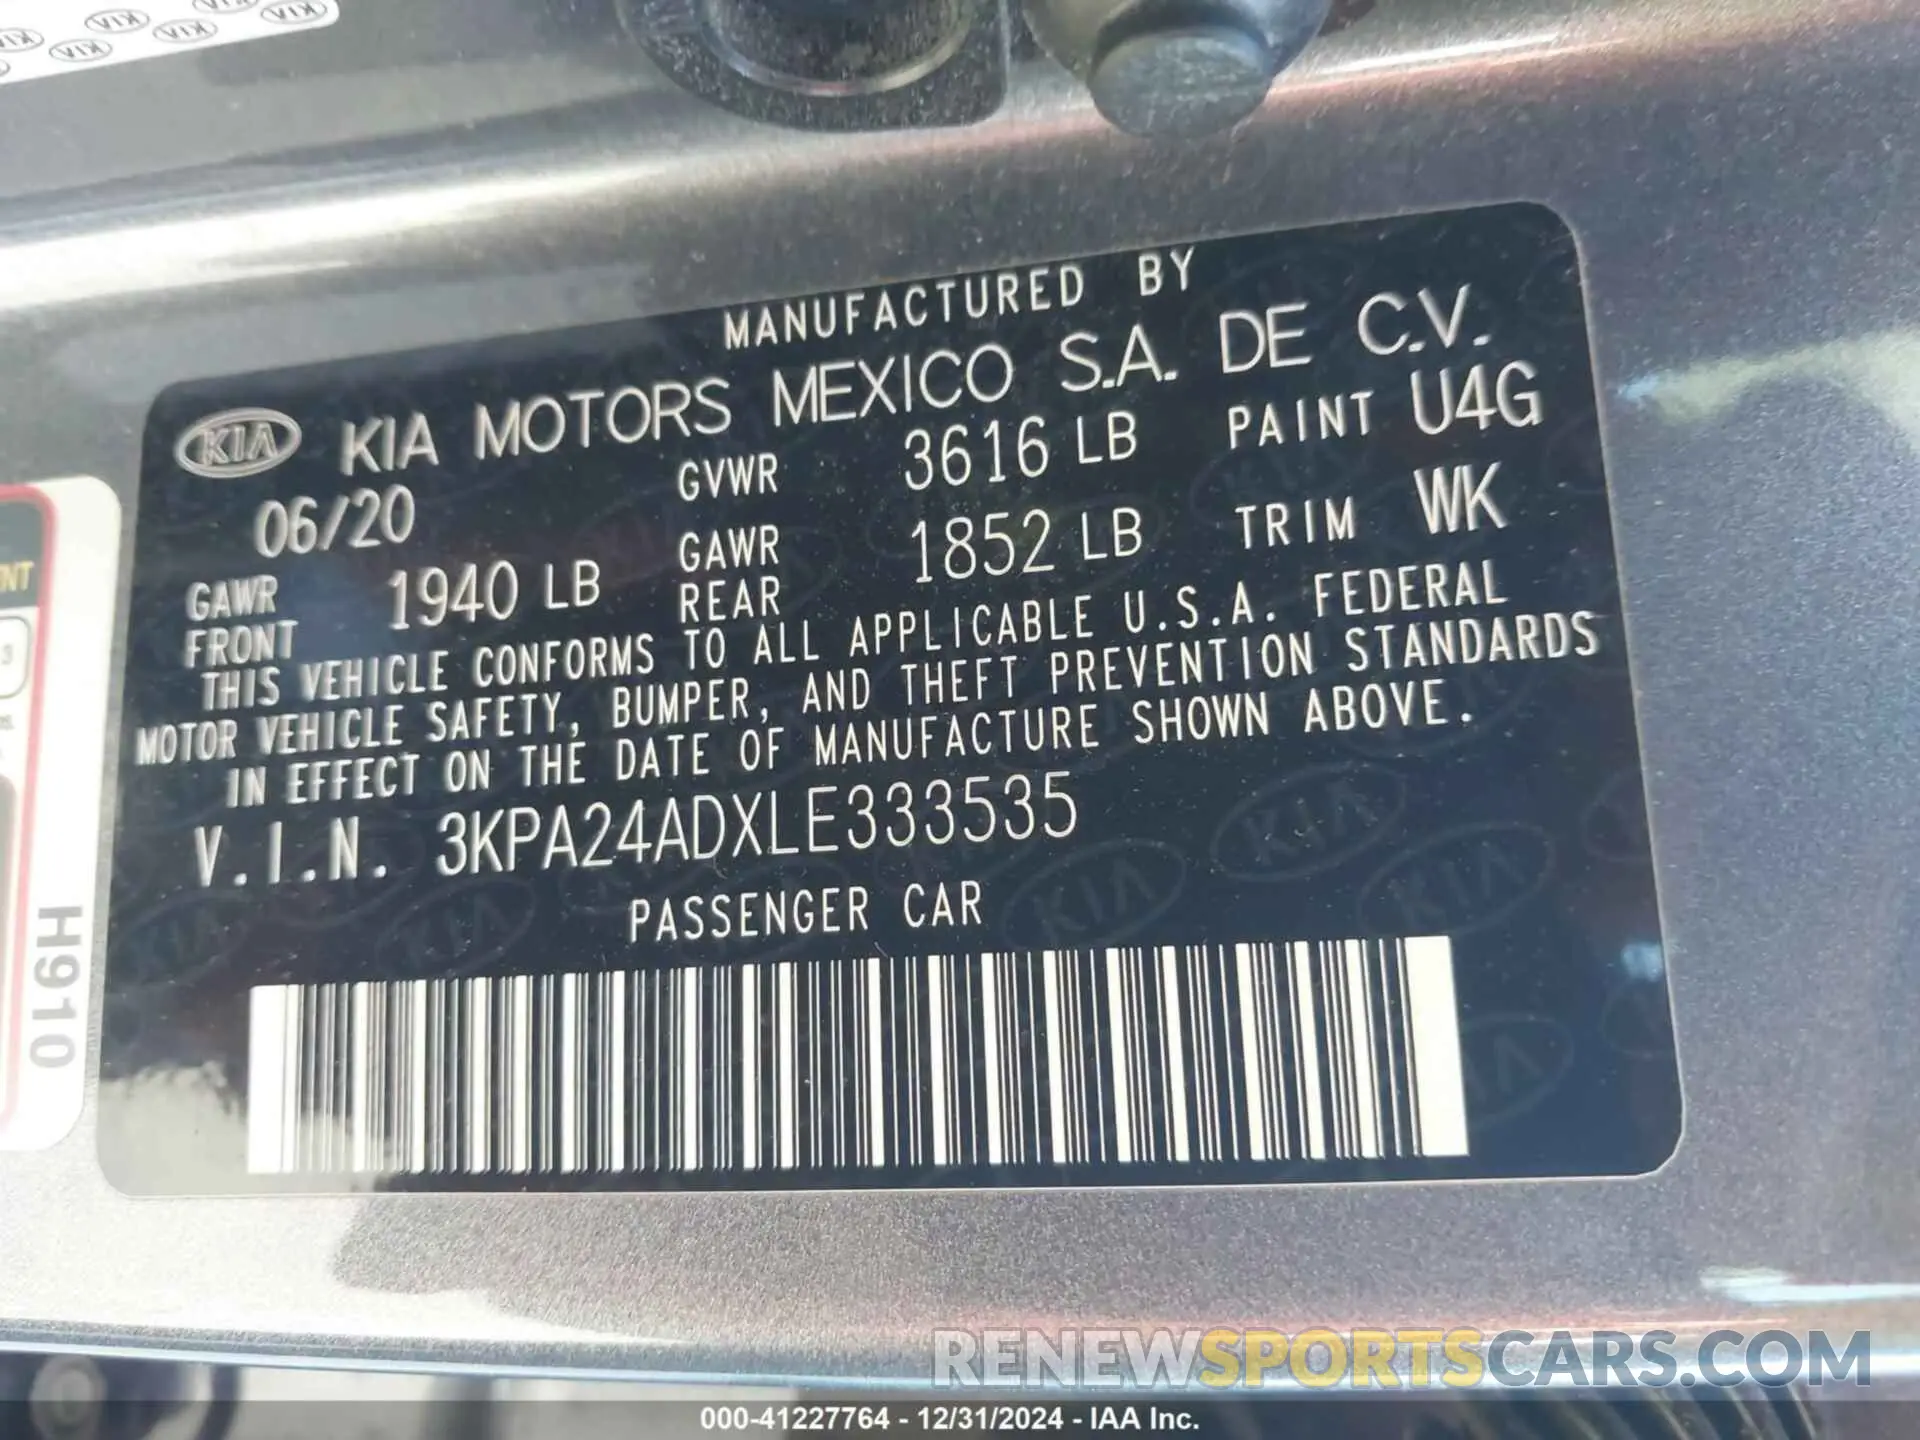 MANUFACTURED BY
KIA KIA MOTORS MEXICO S.A. DE C.V.
06/20 GVWR 3616 LB PAINT U4G
GAWR FRONT 1940 LB GAWR REAR 1852 LB TRIM WK
THIS VEHICLE CONFORMS TO ALL APPLICABLE U.S.A. FEDERAL
MOTOR VEHICLE SAFETY, BUMPER, AND THEFT PREVENTION STANDARDS
IN EFFECT ON THE DATE OF MANUFACTURE SHOWN ABOVE.
V.I.N. 3KPA24ADXLE333535
PASSENGER CAR
H910
RENEWSPORTSCARS.COM
000-41227764 - 12/31/2024 - IAA Inc.